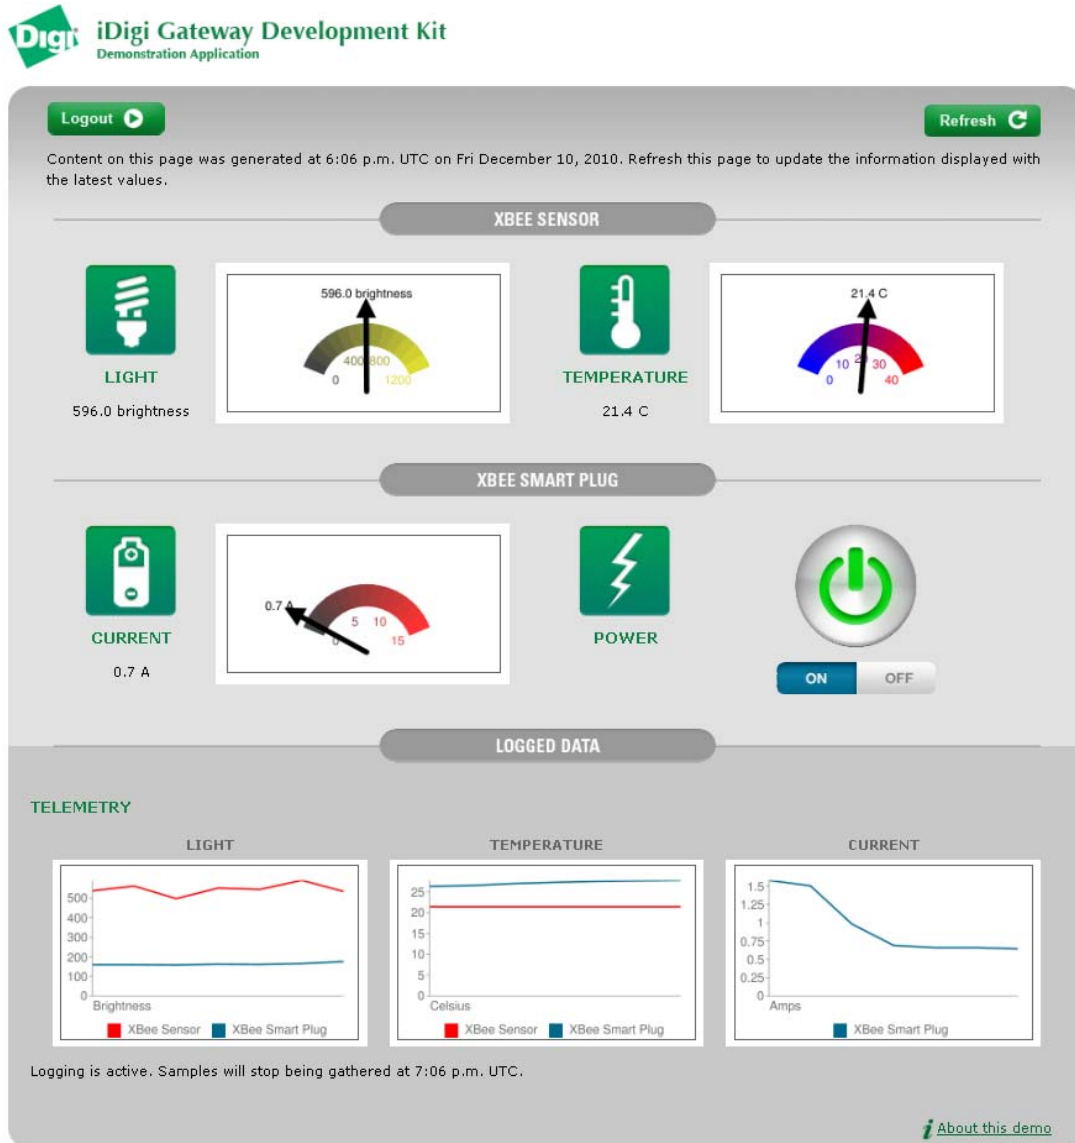 Digi
iDigi Gateway Development Kit
Demonstration Application
Logout
Refresh
Content on this page was generated at 6:06 p.m. UTC on Fri December 10, 2010. Refresh this page to update the information displayed with
the latest values.
XBEE SENSOR
LIGHT
596.0 brightness
596.0 brightness
0 400 800 1200
TEMPERATURE
21.4 C
21.4 C
0 10 20 30 40
XBEE SMART PLUG
CURRENT
0.7 A
0.7 A
0 5 10 15
POWER
ON OFF
LOGGED DATA
TELEMETRY
LIGHT
500
400
300
200
100
0
Brightness
XBee Sensor XBee Smart Plug
TEMPERATURE
25
20
15
10
5
0
Celsius
XBee Sensor XBee Smart Plug
CURRENT
1.5
1.25
1
0.75
0.5
0.25
0
Amps
XBee Smart Plug
Logging is active. Samples will stop being gathered at 7:06 p.m. UTC.
i About this demo